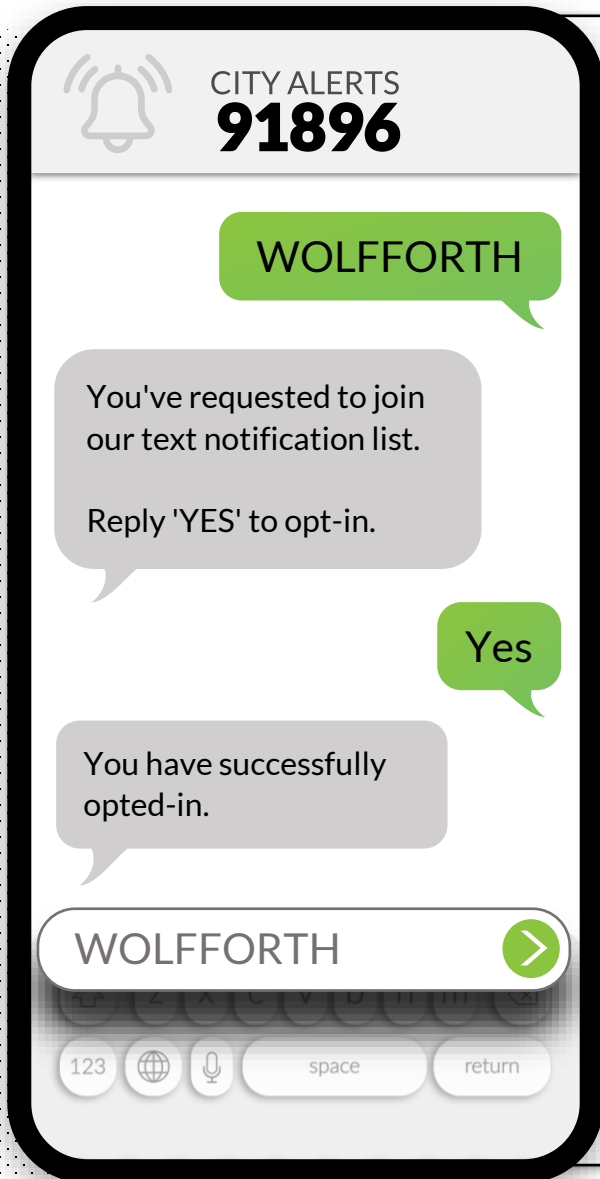 CITY ALERTS
91896
WOLFFORTH
You've requested to join
our text notification list.
Reply 'YES' to opt-in.
Yes
You have successfully
opted-in.
WOLFFORTH
z x c v b n m
123 space return